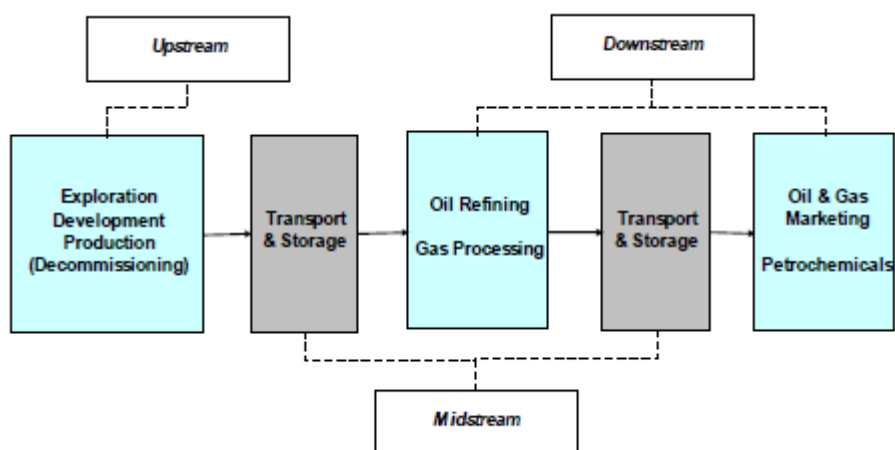 Upstream
Downstream
Exploration
Development
Production
(Decommissioning)
Transport
& Storage
Oil Refining
Gas Processing
Transport
& Storage
Oil & Gas
Marketing
Petrochemicals
Midstream